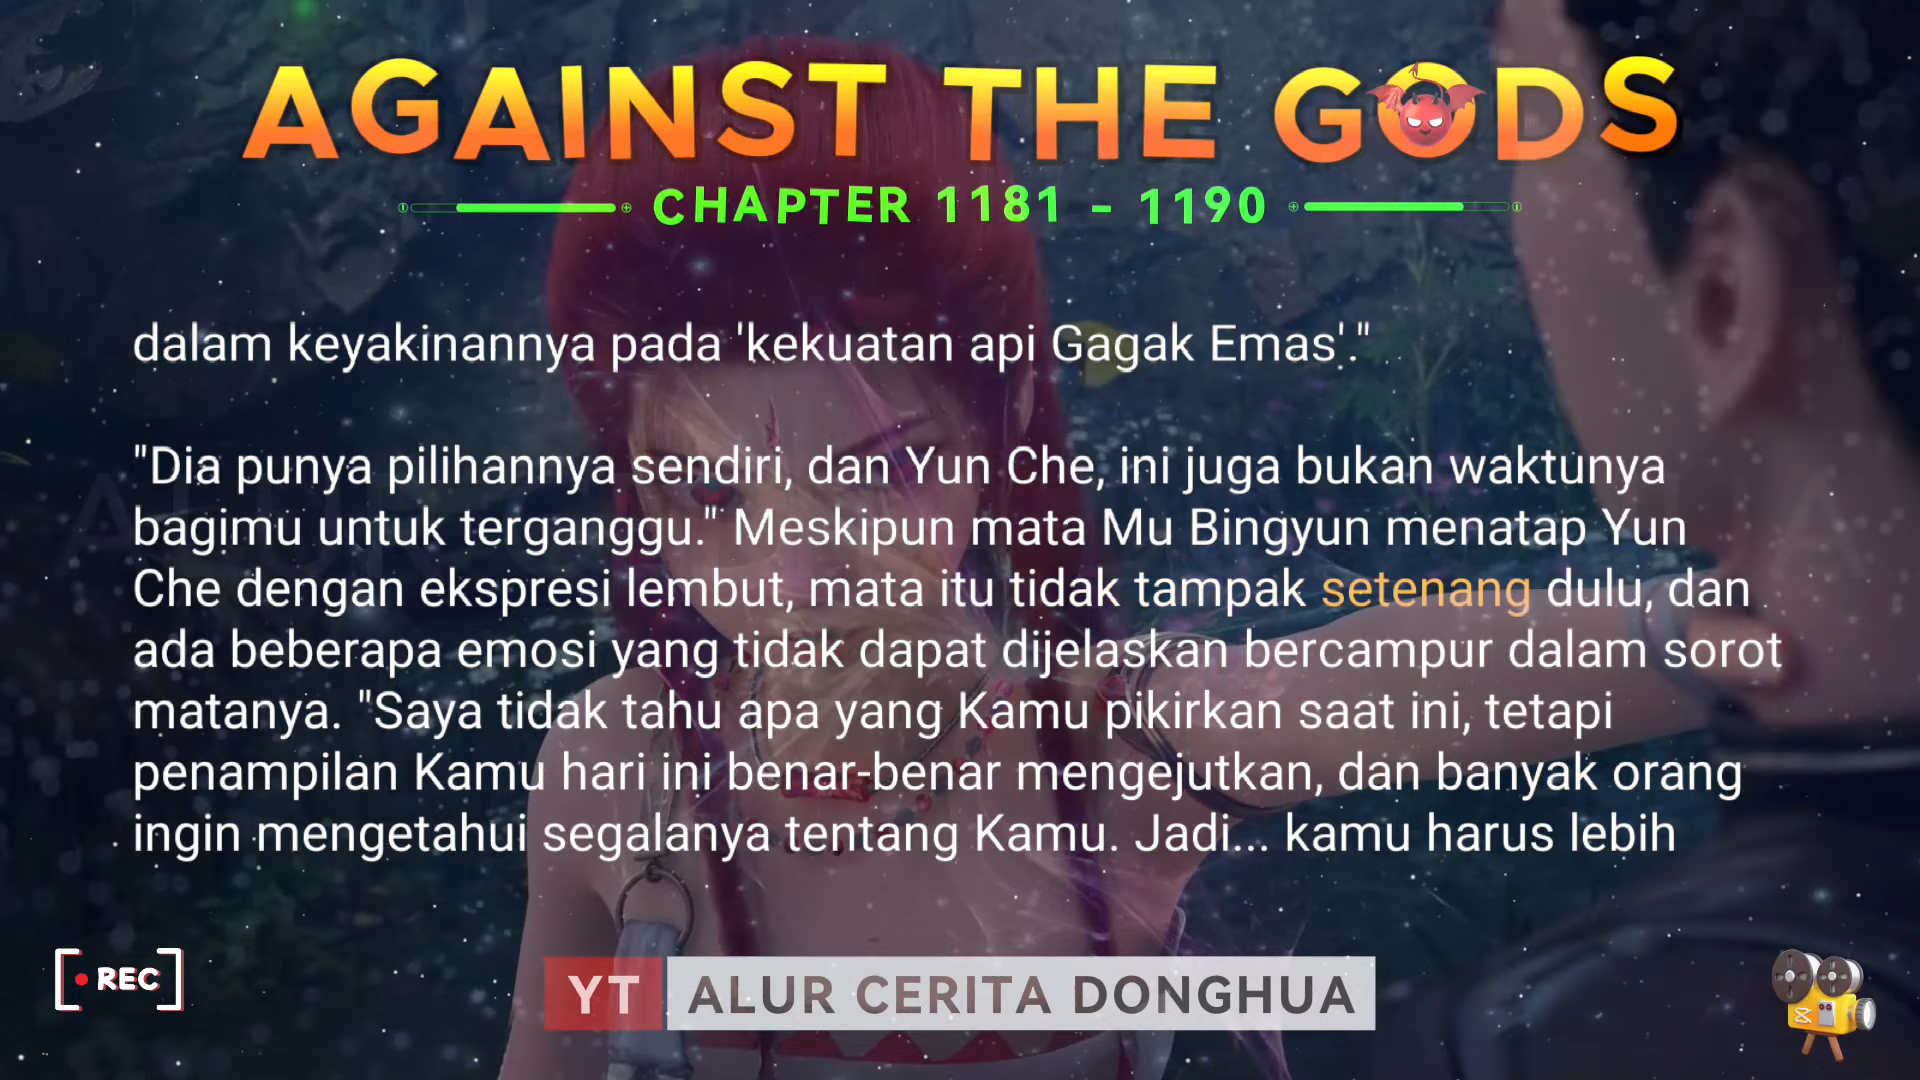 AGAINST THE GODS
CHAPTER 1181 - 1190
dalam keyakinannya pada 'kekuatan api Gagak Emas'."
"Dia punya pilihannya sendiri, dan Yun Che, ini juga bukan waktunya
bagimu untuk terganggu." Meskipun mata Mu Bingyun menatap Yun
Che dengan ekspresi lembut, mata itu tidak tampak setenang dulu, dan
ada beberapa emosi yang tidak dapat dijelaskan bercampur dalam sorot
matanya. "Saya tidak tahu apa yang Kamu pikirkan saat ini, tetapi
penampilan Kamu hari ini benar-benar mengejutkan, dan banyak orang
ingin mengetahui segalanya tentang Kamu. Jadi... kamu harus lebih
REC
YT ALUR CERITA DONGHUA